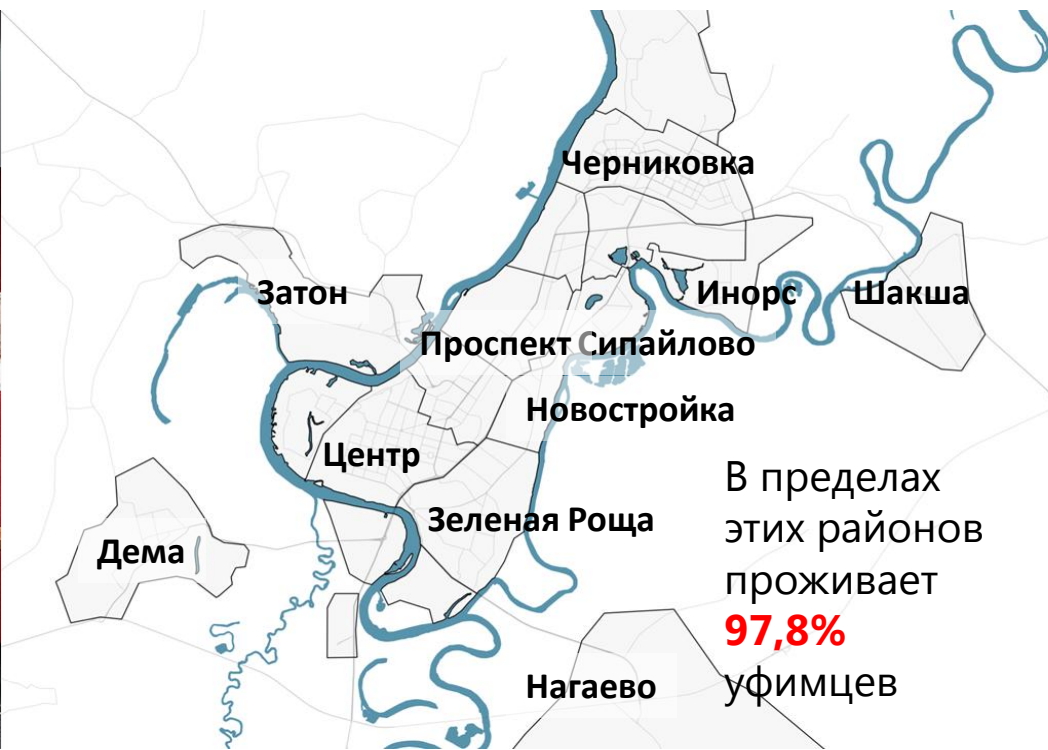 Черниковка
Затон
Инорс
Шакша
Проспект Сипайлово
Новостройка
Центр
Зеленая Роща
Дема
Нагаево
В пределах
этих районов
проживает
97,8%
уфимцев